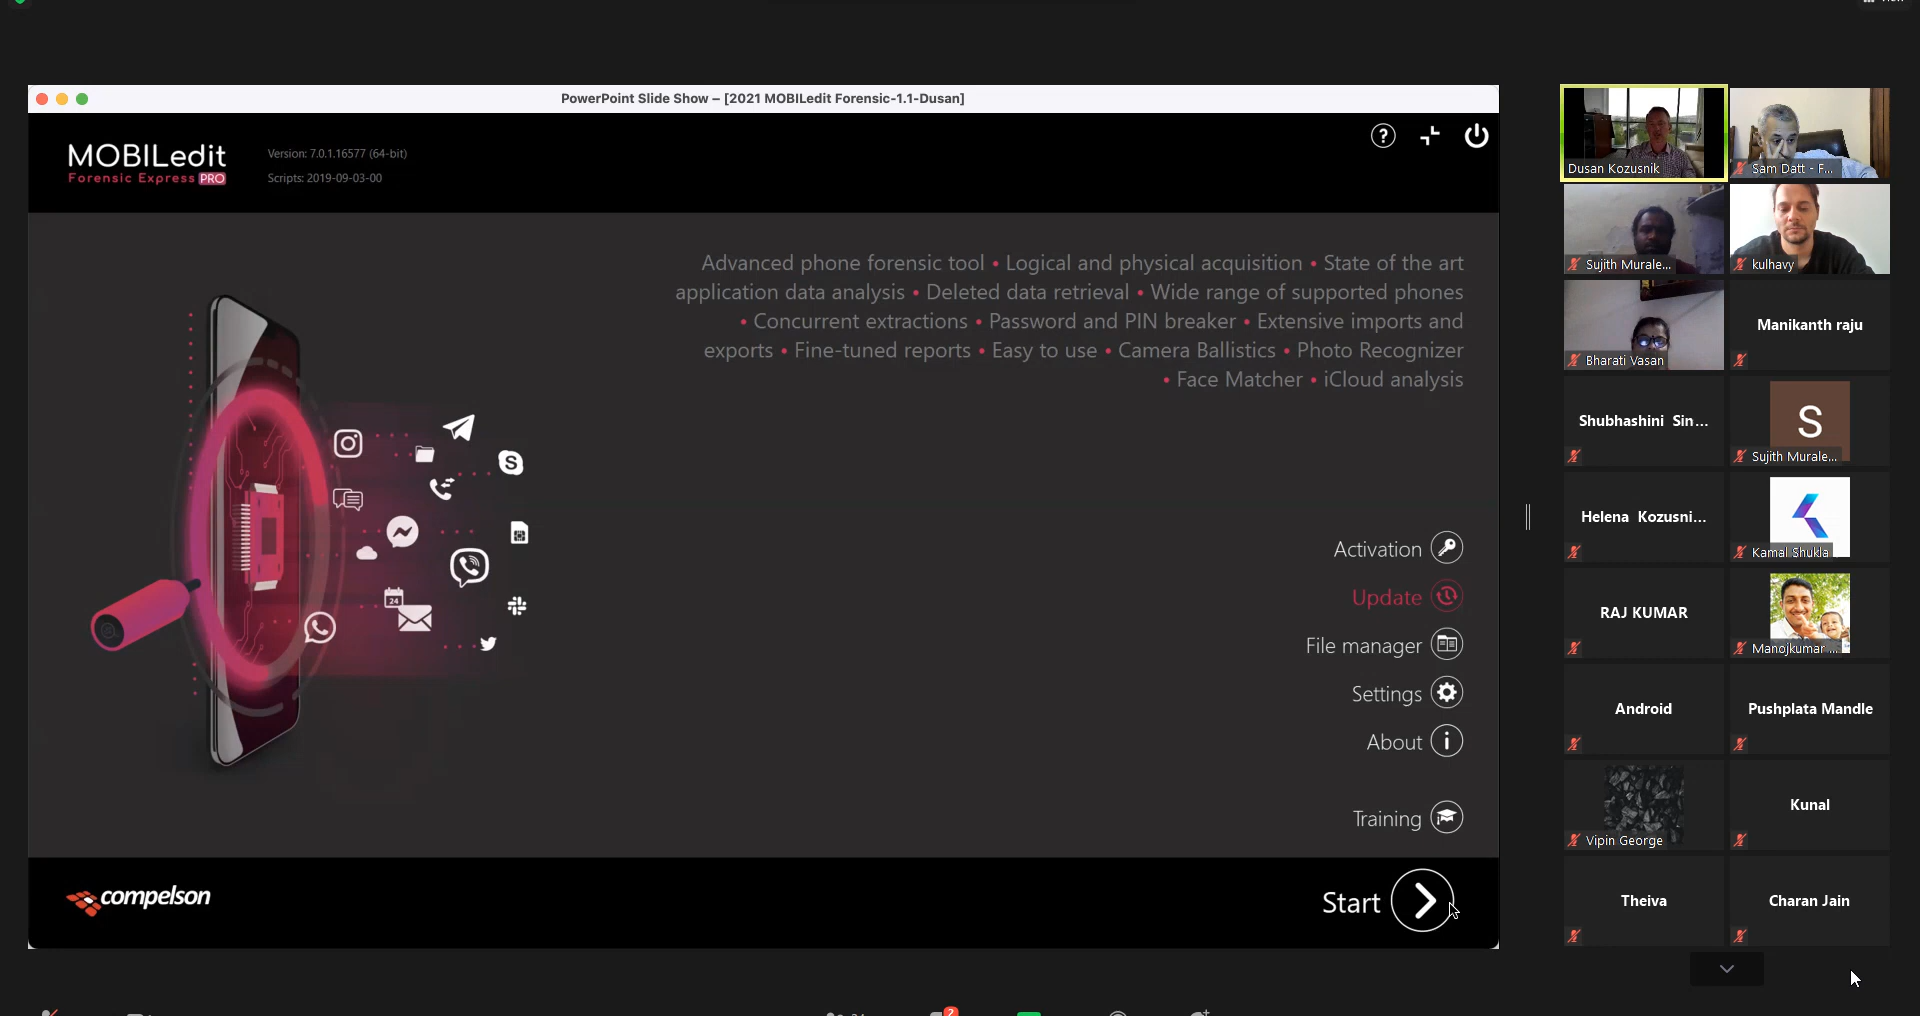 PowerPoint Slide Show – [2021 MOBILedit Forensic-1.1-Dusan]
MOBILedit
Forensic Express PRO
Version: 7.0.1.16577 (64-bit)
Scripts: 2019-09-03-00
Advanced phone forensic tool • Logical and physical acquisition • State of the art
application data analysis • Deleted data retrieval • Wide range of supported phones
• Concurrent extractions • Password and PIN breaker • Extensive imports and
exports • Fine-tuned reports • Easy to use • Camera Ballistics • Photo Recognizer
• Face Matcher • iCloud analysis
24
Activation
Update
File manager
Settings
About
Training
compelson
Start
Dusan Kozusnik
Sam Datt - F...
Sujith Murale...
kulhavy
Bharati Vasan
Manikanth raju
Shubhashini Sin...
S
Sujith Murale...
Helena Kozusni...
Kamal Shukla
RAJ KUMAR
Manojkumar ...
Android
Pushplata Mandle
Vipin George
Kunal
Theiva
Charan Jain
2